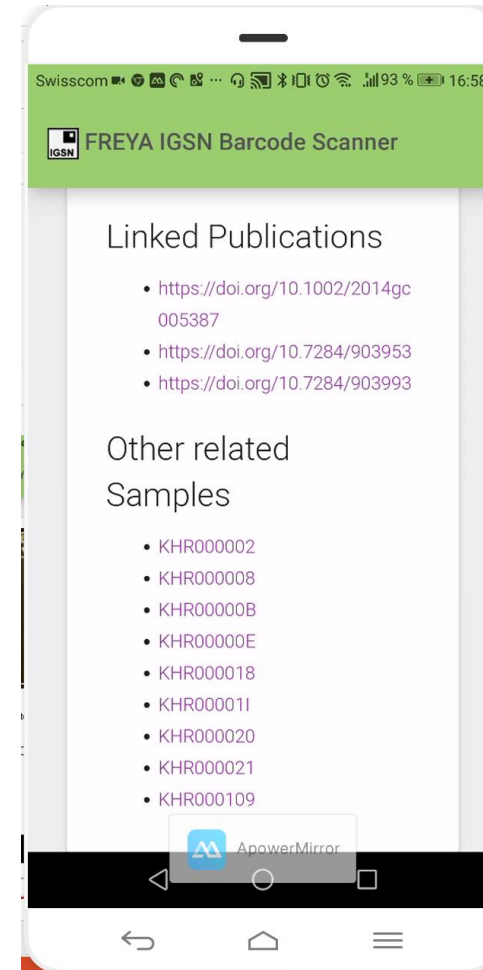 Swisscom ... 93 % 16:58
IGSN FREYA IGSN Barcode Scanner
Linked Publications
• https://doi.org/10.1002/2014gc
005387
• https://doi.org/10.7284/903953
• https://doi.org/10.7284/903993
Other related
Samples
• KHR000002
• KHR000008
• KHR00000B
• KHR00000E
• KHR000018
• KHR00001I
• KHR000020
• KHR000021
• KHR000109
ApowerMirror